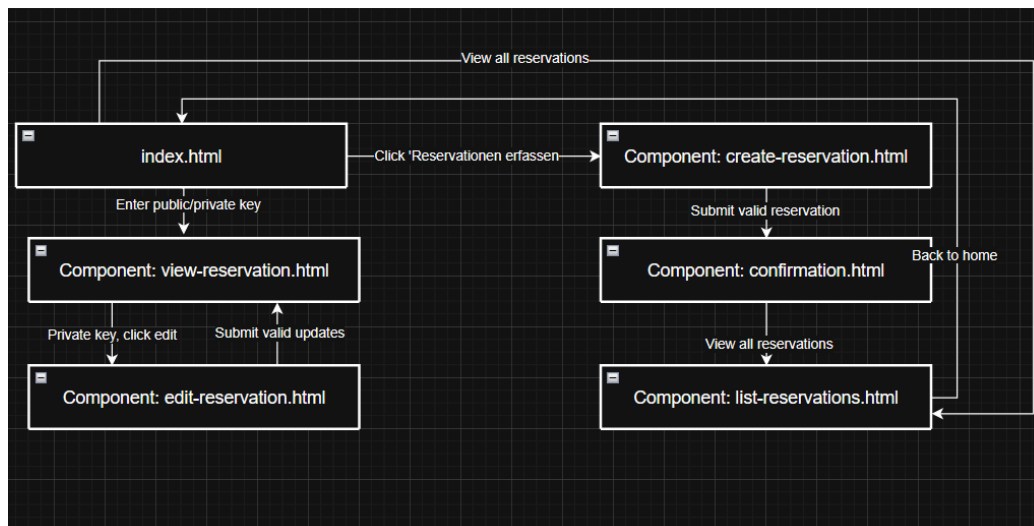 View all reservations
index.html
Click 'Reservationen erfassen
Component: create-reservation.html
Enter public/private key
Submit valid reservation
Component: view-reservation.html
Component: confirmation.html
Back to home
Private key, click edit
Submit valid updates
View all reservations
Component: edit-reservation.html
Component: list-reservations.html